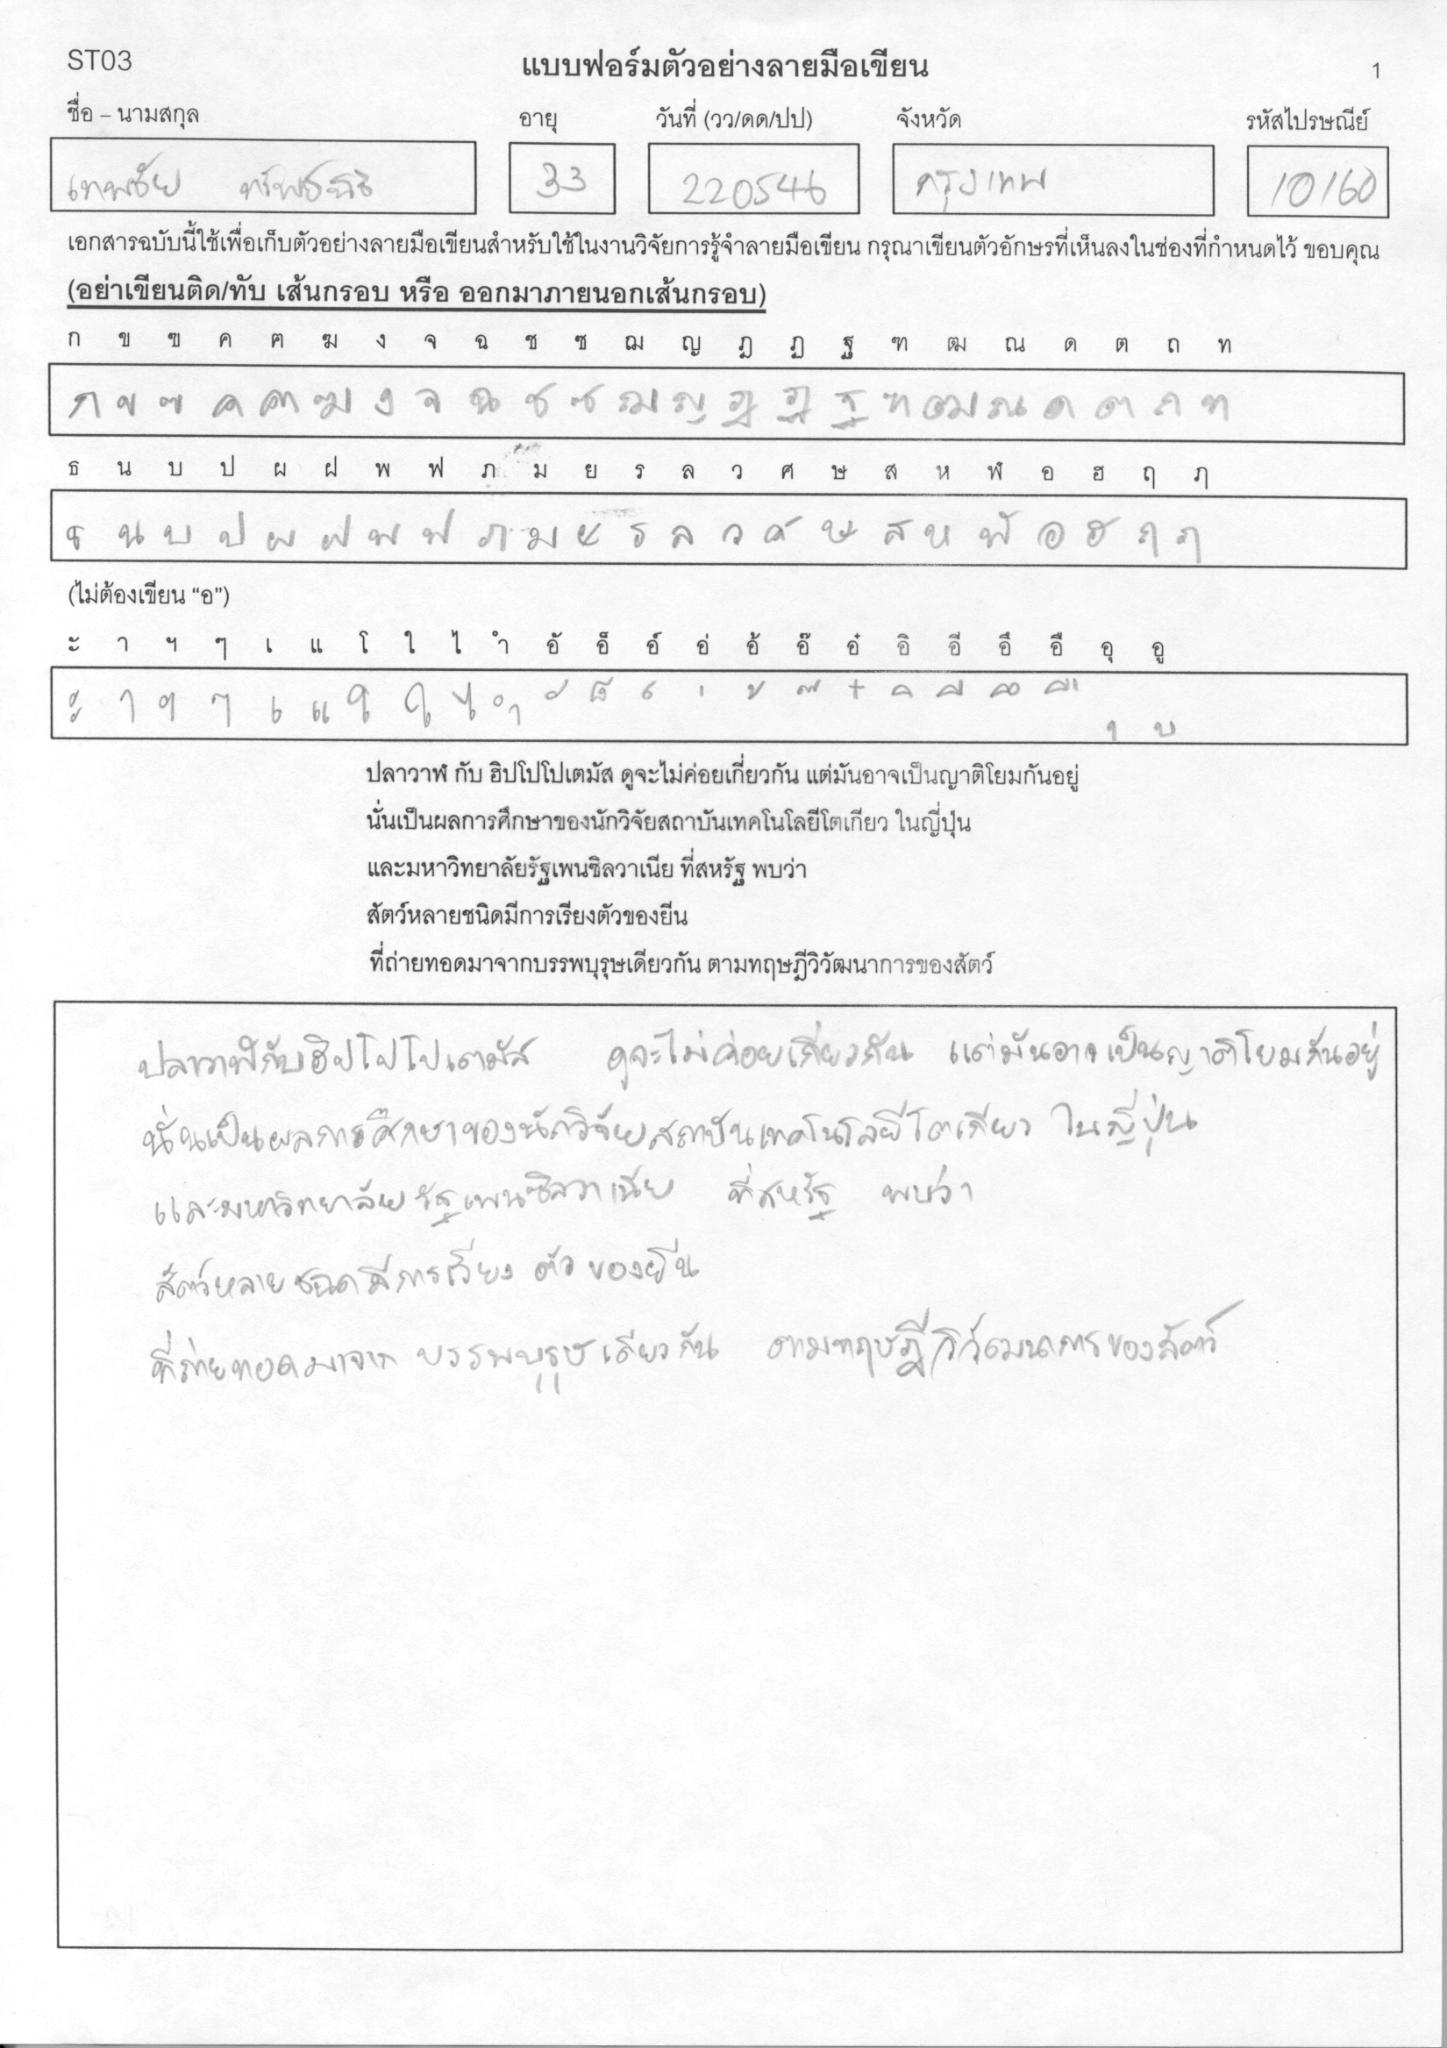 ST03
แบบฟอร์มตัวอย่างลายมือเขียน
1
ชื่อ – นามสกุล อายุ วันที่ (วว/ดด/ปป) จังหวัด รหัสไปรษณีย์
เทพชัย ทรัพย์นิธิ 33 220546 กรุงเทพ 10160
เอกสารฉบับนี้ใช้เพื่อเก็บตัวอย่างลายมือเขียนสำหรับใช้ในงานวิจัยการรู้จำลายมือเขียน กรุณาเขียนตัวอักษรที่เห็นลงในช่องที่กำหนดไว้ ขอบคุณ
(อย่าเขียนติด/ทับ เส้นกรอบ หรือ ออกมาภายนอกเส้นกรอบ)
ก ข ฃ ค ฅ ฆ ง จ ฉ ช ซ ฌ ญ ฎ ฏ ฐ ฑ ฒ ณ ด ต ถ ท
ก ข ฃ ค ฅ ฆ ง จ ฉ ช ซ ฌ ญ ฎ ฏ ฐ ฑ ฒ ณ ด ต ถ ท
ธ น บ ป ผ ฝ พ ฟ ภ ม ย ร ล ว ศ ษ ส ห ฬ อ ฮ ฤ ฦ
ธ น บ ป ผ ฝ พ ฟ ภ ม ย ร ล ว ศ ษ ส ห ฬ อ ฮ ฤ ฦ
(ไม่ต้องเขียน “อ”)
ะ า ฯ ๆ เ แ โ ใ ไ ำ อั อ็ อ์ อ่ อ้ อ๊ อ๋ อิ อี อึ อื อุ อู
ะ า ฯ ๆ เ แ โ ใ ไ ำ ั ็ ์ ่ ้ ๊ ๋ ิ ี ึ ื ุ ู
ปลาวาฬ กับ ฮิปโปโปเตมัส ดูจะไม่ค่อยเกี่ยวกัน แต่มันอาจเป็นญาติโยมกันอยู่
นั่นเป็นผลการศึกษาของนักวิจัยสถาบันเทคโนโลยีโตเกียว ในญี่ปุ่น
และมหาวิทยาลัยรัฐเพนซิลวาเนีย ที่สหรัฐ พบว่า
สัตว์หลายชนิดมีการเรียงตัวของยีน
ที่ถ่ายทอดมาจากบรรพบุรุษเดียวกัน ตามทฤษฎีวิวัฒนาการของสัตว์
ปลาวาฬกับฮิปโปโปเตมัส ดูจะไม่ค่อยเกี่ยวกัน แต่มันอาจเป็นญาติโยมกันอยู่
นั่นเป็นผลการศึกษาของนักวิจัยสถาบันเทคโนโลยีโตเกียว ในญี่ปุ่น
และมหาวิทยาลัยรัฐเพนซิลวาเนีย ที่สหรัฐ พบว่า
สัตว์หลายชนิดมีการเรียงตัวของยีน
ที่ถ่ายทอดมาจากบรรพบุรุษเดียวกัน ตามทฤษฎีวิวัฒนาการของสัตว์